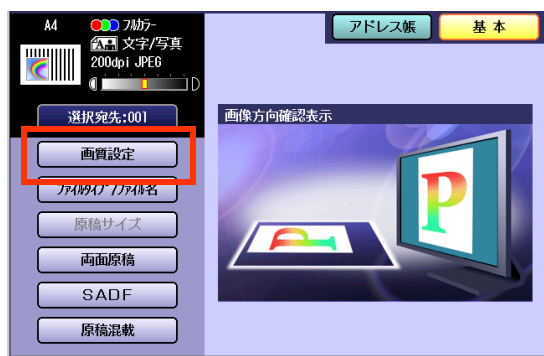 A4 フルカラー
文字/写真
200dpi JPEG
アドレス帳
基本
選択宛先:001
画像方向確認表示
画質設定
ファイルタイプ/ファイル名
原稿サイズ
両面原稿
SADF
原稿混載
P
P